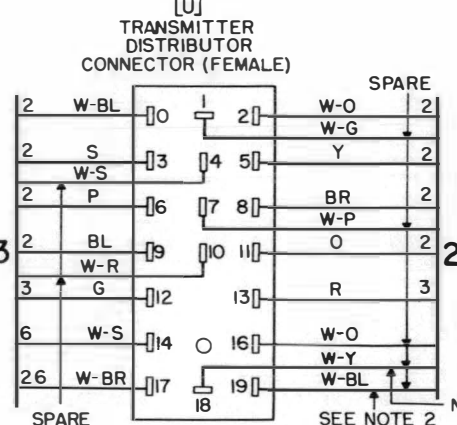 [U]
TRANSMITTER
DISTRIBUTOR
CONNECTOR (FEMALE)
SPARE
2 W-BL 0 1 2 W-O 2
W-G
2 S 3 4 5 Y 2
W-S
2 P 6 7 8 BR 2
W-P
3 2 BL 9 10 11 O 2 2
W-R
3 G 12 13 R 3
6 W-S 14 16 W-O
W-Y
26 W-BR 17 18 19 W-BL
SPARE SEE NOTE 2